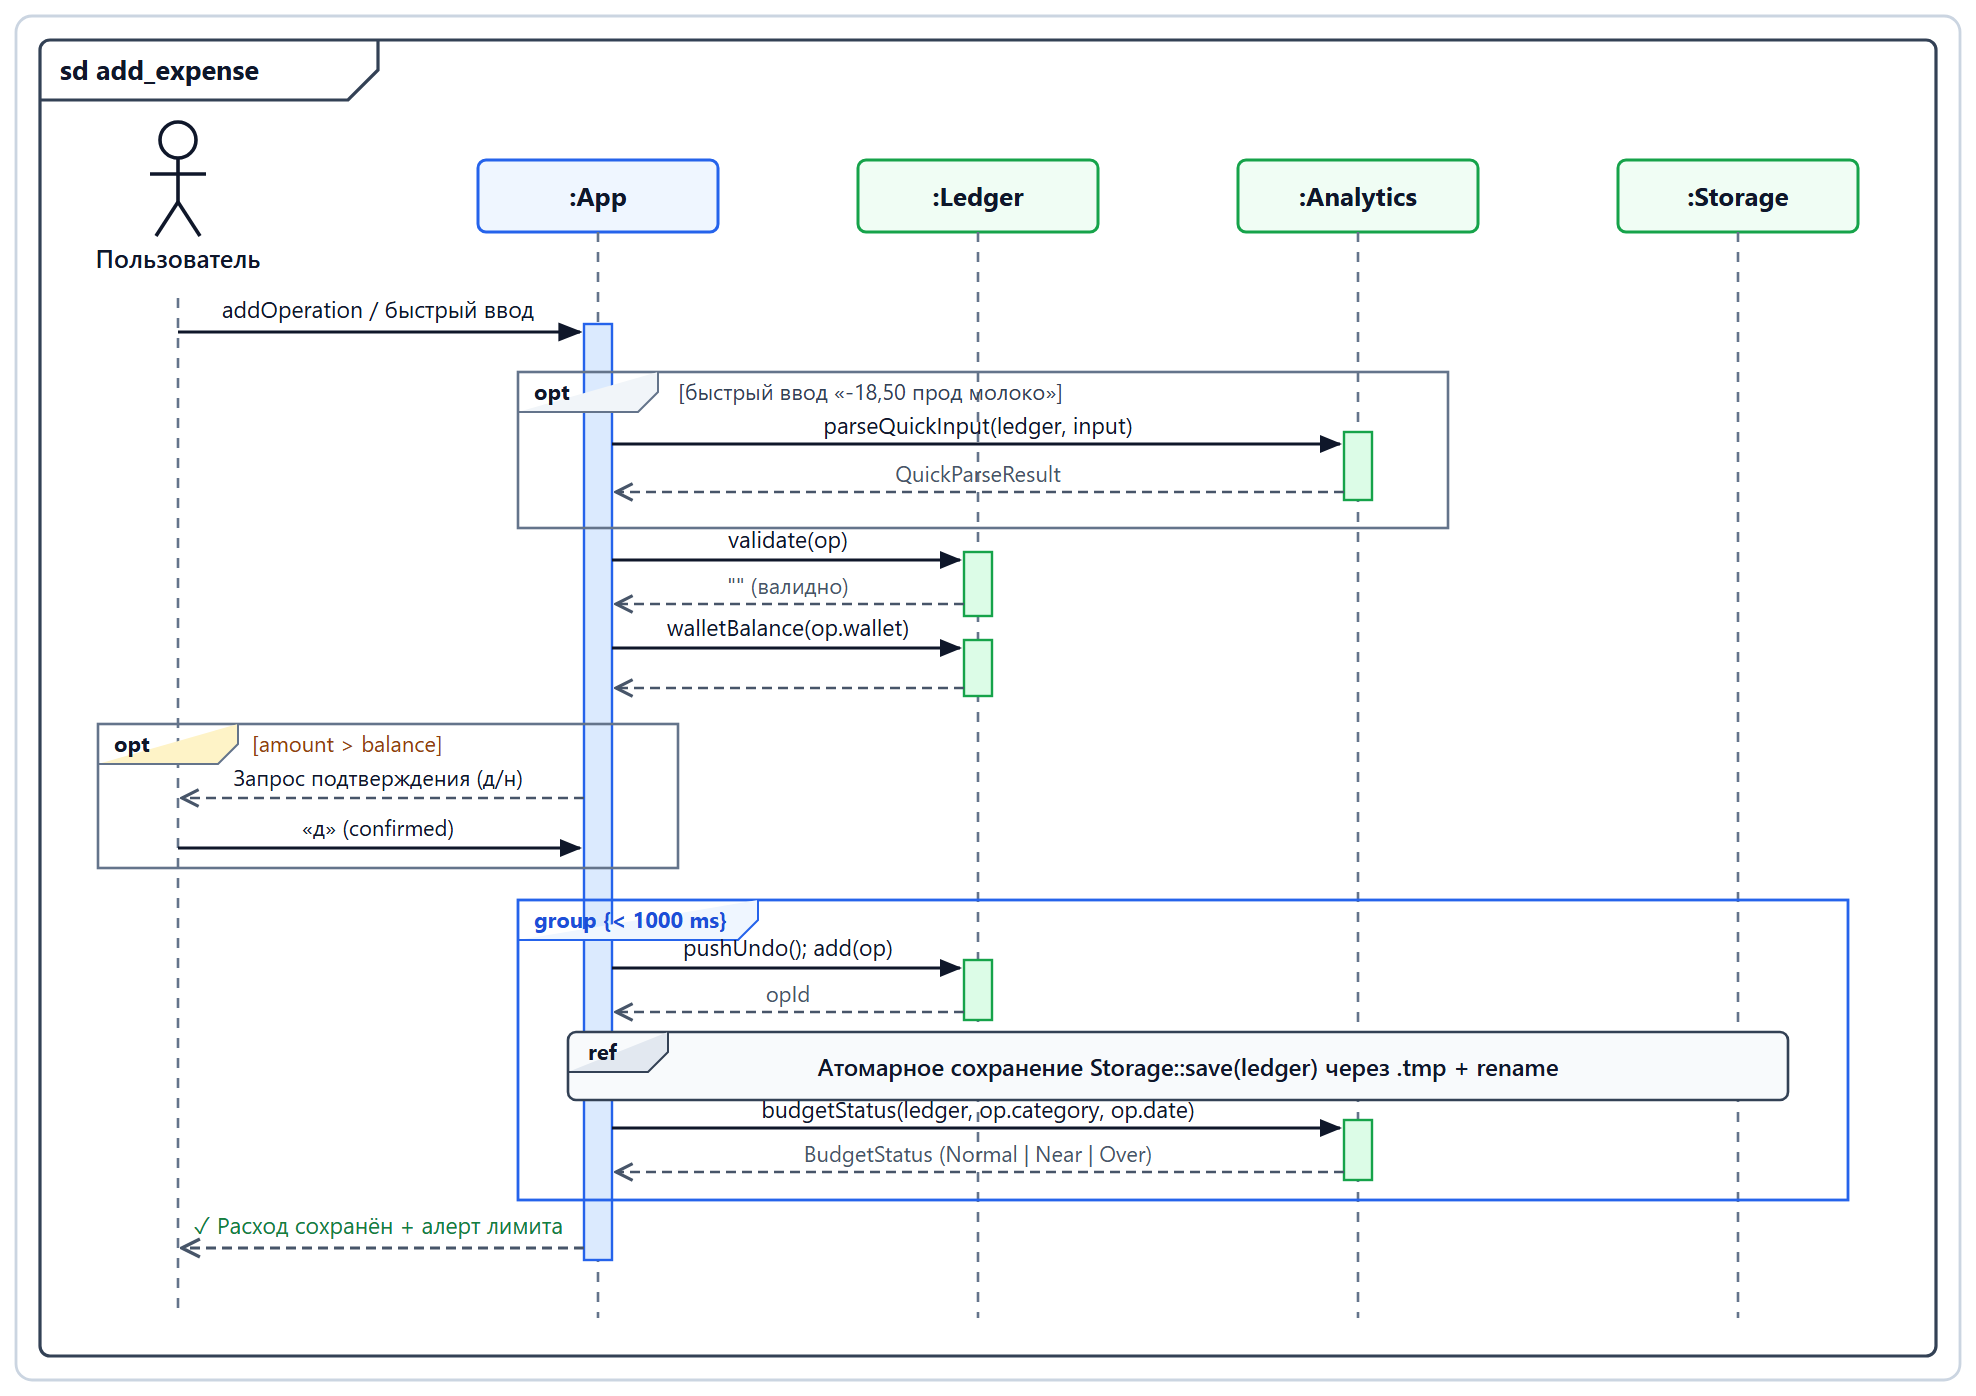 sd add_expense
Пользователь
:App
:Ledger
:Analytics
:Storage
addOperation / быстрый ввод
opt
[быстрый ввод «-18,50 прод молоко»]
parseQuickInput(ledger, input)
QuickParseResult
validate(op)
"" (валидно)
walletBalance(op.wallet)
opt
[amount > balance]
Запрос подтверждения (д/н)
«д» (confirmed)
group {< 1000 ms}
pushUndo(); add(op)
opId
ref
Атомарное сохранение Storage::save(ledger) через .tmp + rename
budgetStatus(ledger, op.category, op.date)
BudgetStatus (Normal | Near | Over)
✓ Расход сохранён + алерт лимита